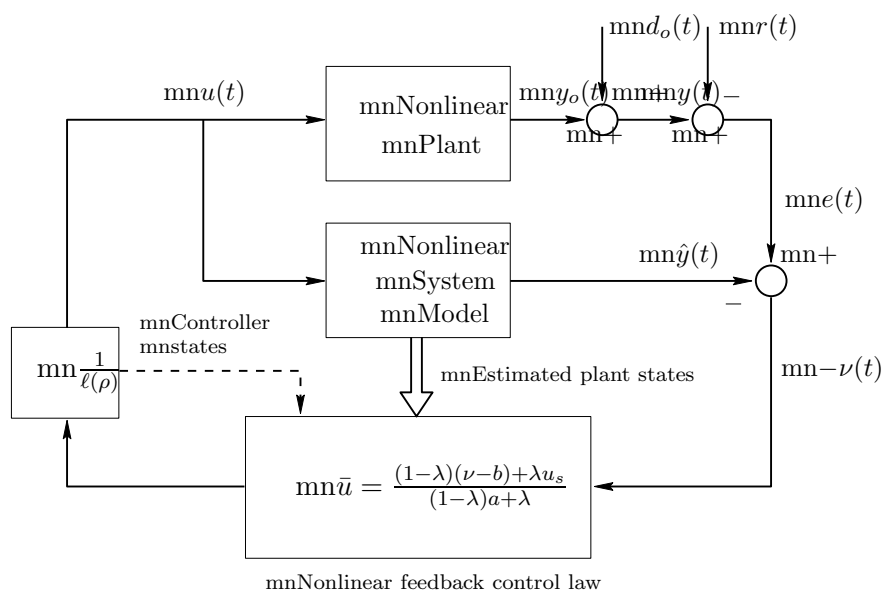 mnd_o(t)
mnr(t)
mnu(t)
mnNonlinear
mnPlant
mny_o(t)
mn+
mn+
mny(t)
−
mn+
mne(t)
mnNonlinear
mnSystem
mnModel
mnŷ(t)
mn+
−
mnController
mnstates
mn 1/ℓ(ρ)
mnEstimated plant states
mn−ν(t)
mnū = ((1−λ)(ν−b)+λu_s)/((1−λ)a+λ)
mnNonlinear feedback control law